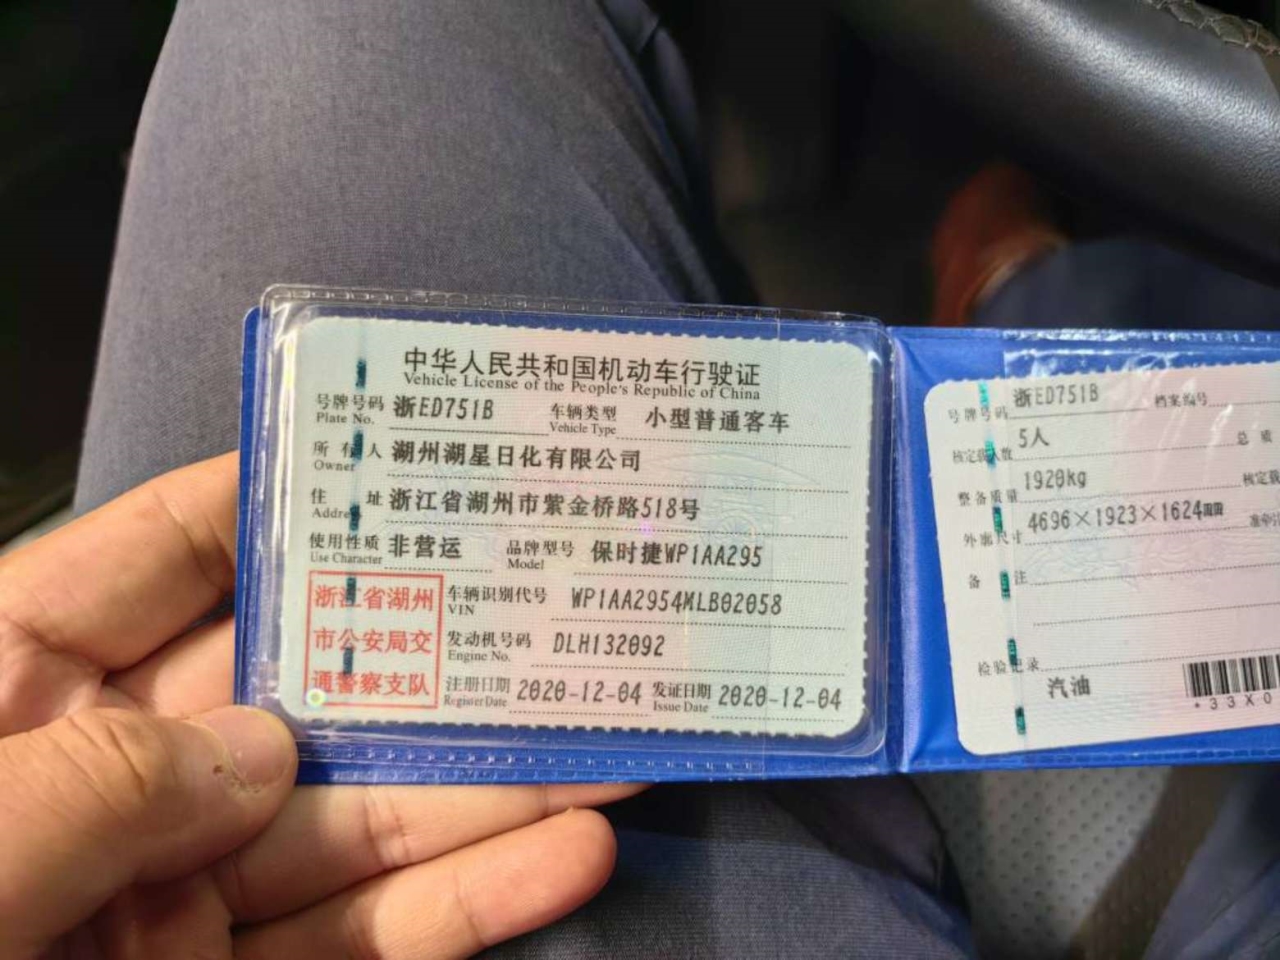 中华人民共和国机动车行驶证
Vehicle License of the People's Republic of China
号牌号码 浙ED751B 车辆类型 小型普通客车
Plate No. Vehicle Type
所有人 湖州湖星日化有限公司
Owner
住址 浙江省湖州市紫金桥路518号
Address
使用性质 非营运 品牌型号 保时捷WP1AA295
Use Character Model
浙江省湖州
市公安局交
通警察支队
车辆识别代号 WP1AA2954MLB02058
VIN
发动机号码 DLH132092
Engine No.
注册日期 2020-12-04 发证日期 2020-12-04
Register Date Issue Date
号牌号码 浙ED751B 档案编号
核定载人数 5人 总质
整备质量 1920kg 核定载
外廓尺寸 4696×1923×1624
备注
检验记录
汽油
*33X0